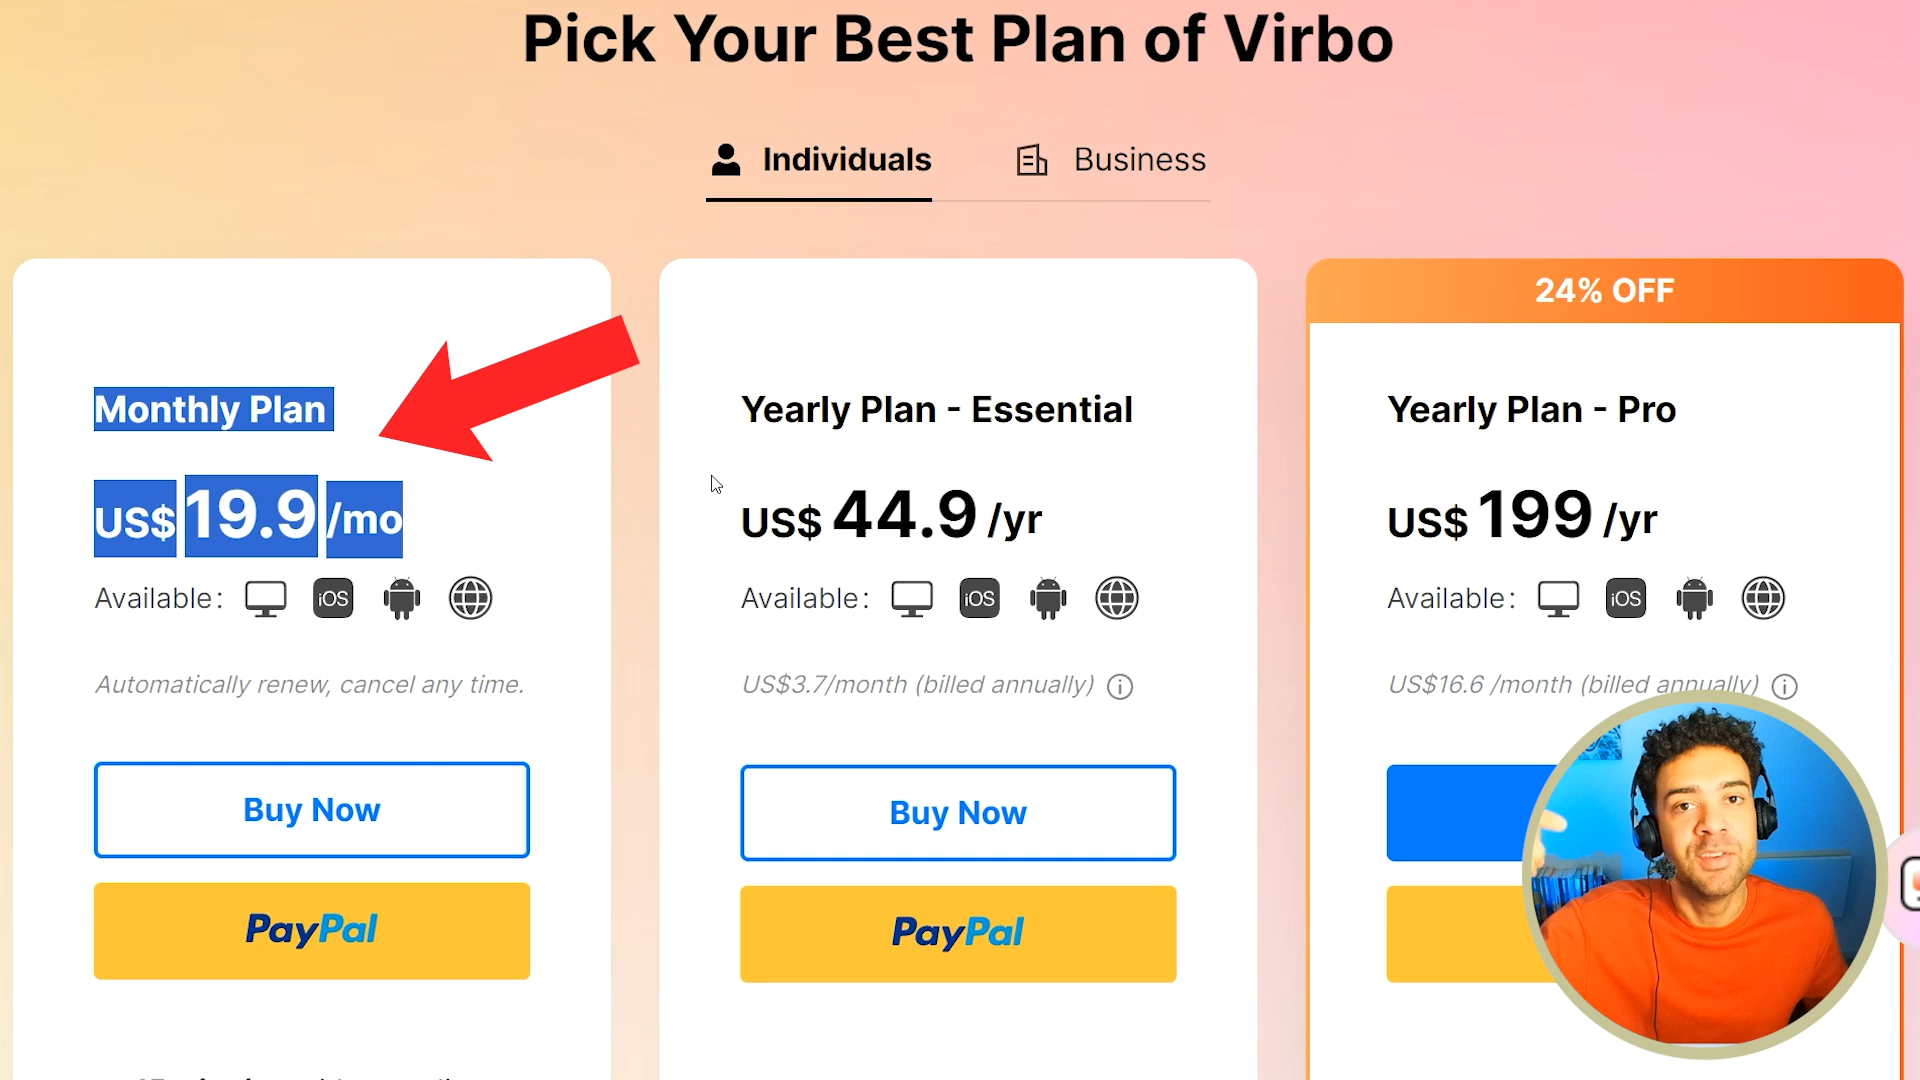 Pick Your Best Plan of Virbo
Individuals
Business
Monthly Plan
US$ 19.9 /mo
Available:
iOS
Automatically renew, cancel any time.
Buy Now
PayPal
Yearly Plan - Essential
US$ 44.9 /yr
Available:
iOS
US$3.7/month (billed annually)
Buy Now
PayPal
24% OFF
Yearly Plan - Pro
US$ 199 /yr
Available:
iOS
US$16.6 /month (billed annually)